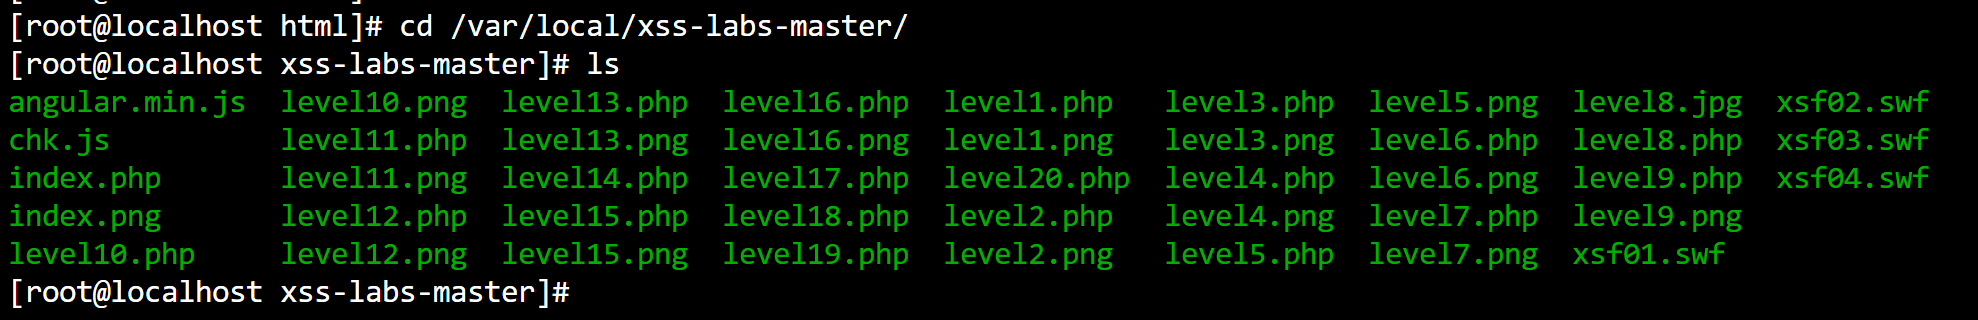 [root@localhost html]# cd /var/local/xss-labs-master/
[root@localhost xss-labs-master]# ls
angular.min.js  level10.png  level13.php  level16.php  level1.php   level3.php  level5.png  level8.jpg  xsf02.swf
chk.js          level11.php  level13.png  level16.png  level1.png   level3.png  level6.php  level8.php  xsf03.swf
index.php       level11.png  level14.php  level17.php  level20.php  level4.php  level6.png  level9.php  xsf04.swf
index.png       level12.php  level15.php  level18.php  level2.php   level4.png  level7.php  level9.png
level10.php     level12.png  level15.png  level19.php  level2.png   level5.php  level7.png  xsf01.swf
[root@localhost xss-labs-master]#